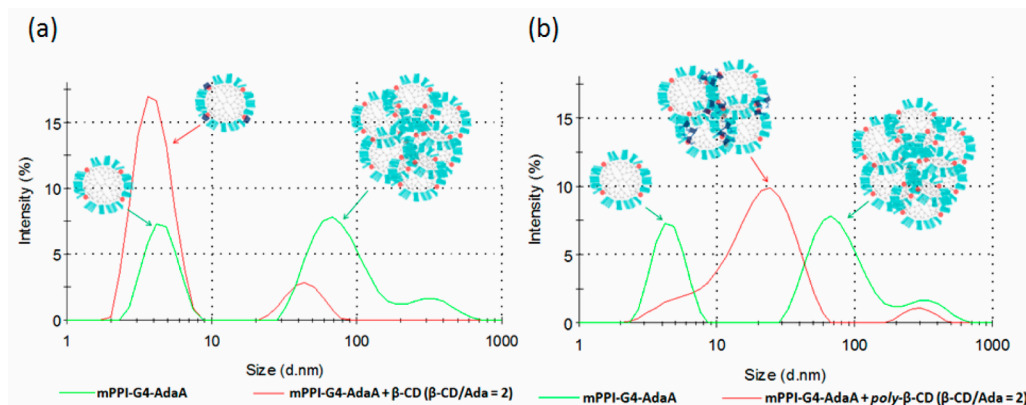 (a)
Intensity (%)
15
10
5
0
1
10
100
1000
Size (d.nm)
mPPI-G4-AdaA
mPPI-G4-AdaA + β-CD (β-CD/Ada = 2)
(b)
Intensity (%)
15
10
5
0
1
10
100
1000
Size (d.nm)
mPPI-G4-AdaA
mPPI-G4-AdaA + poly-β-CD (β-CD/Ada = 2)